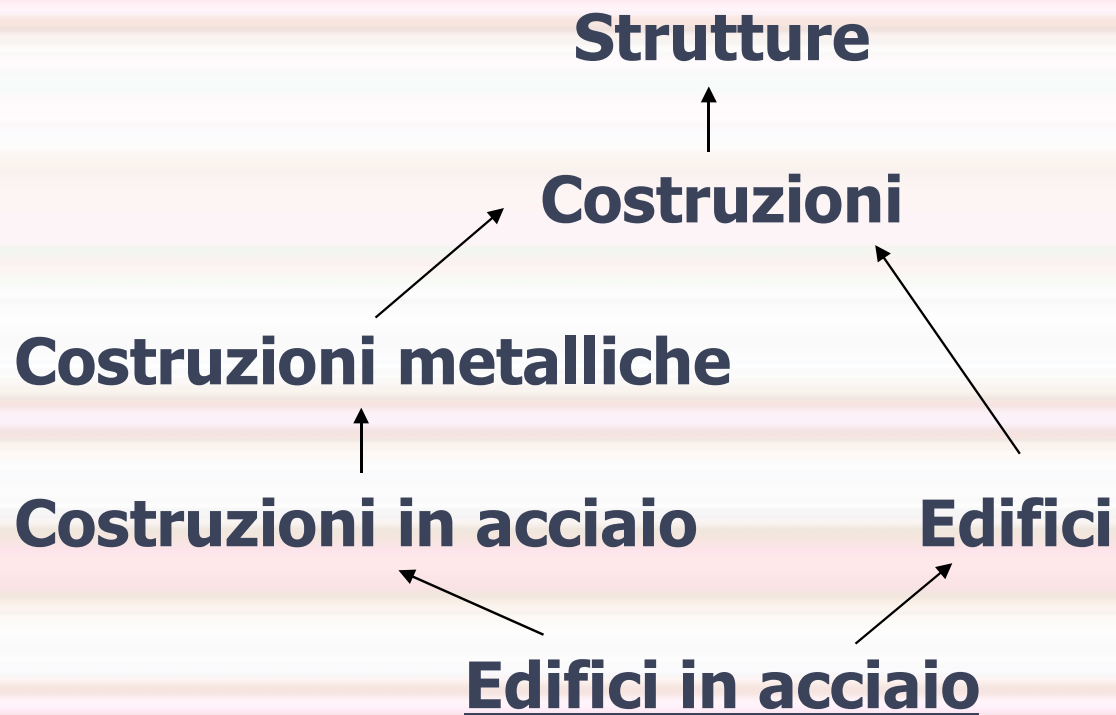 Strutture
Costruzioni
Costruzioni metalliche
Costruzioni in acciaio
Edifici
Edifici in acciaio